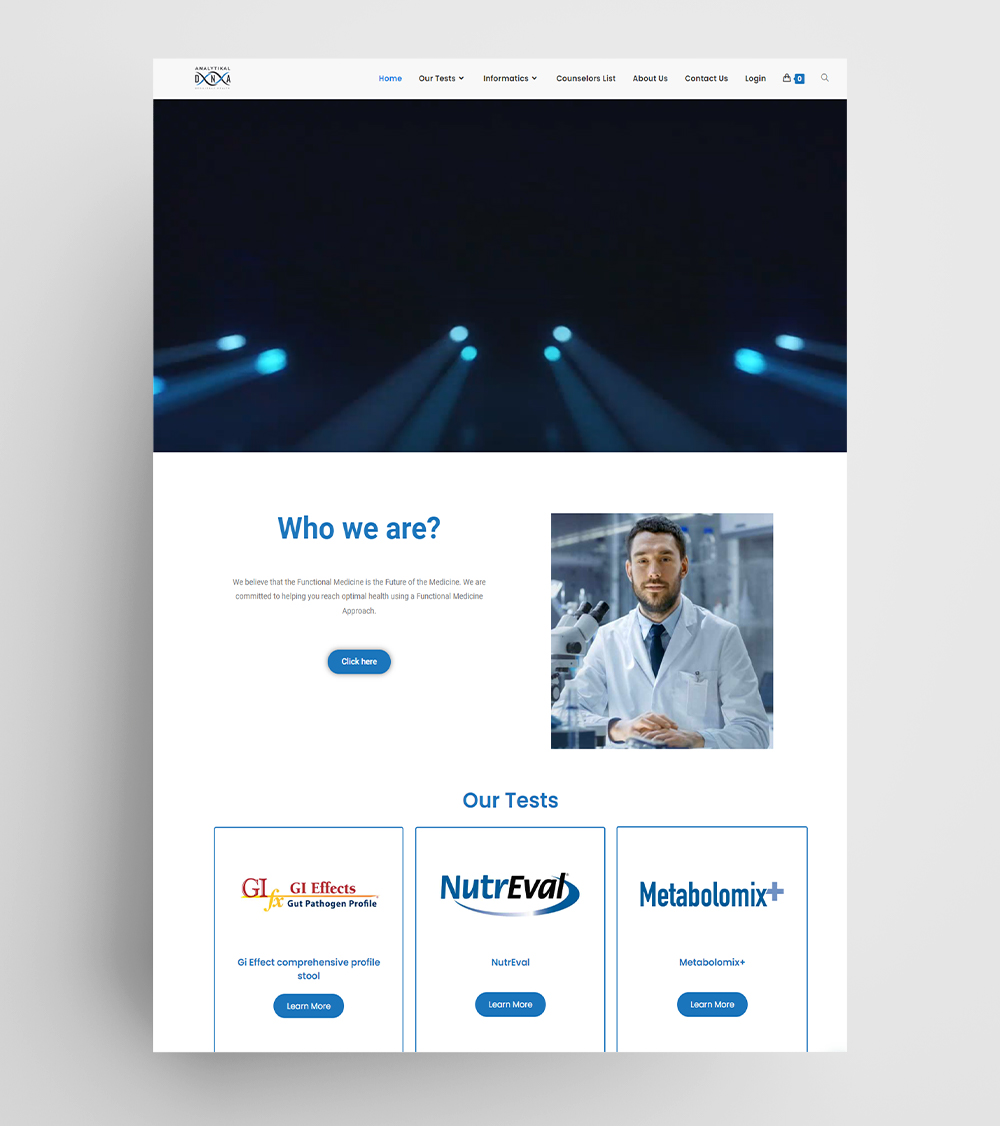 ANALYTIKAL
DNA
Home
Our Tests
Informatics
Counselors List
About Us
Contact Us
Login
0
Who we are?
We believe that the Functional Medicine is the Future of the Medicine. We are
committed to helping you reach optimal health using a Functional Medicine
Approach.
Click here
Our Tests
GI fx GI Effects
Gut Pathogen Profile
NutrEval
Metabolomix+
Gi Effect comprehensive profile
stool
NutrEval
Metabolomix+
Learn More
Learn More
Learn More